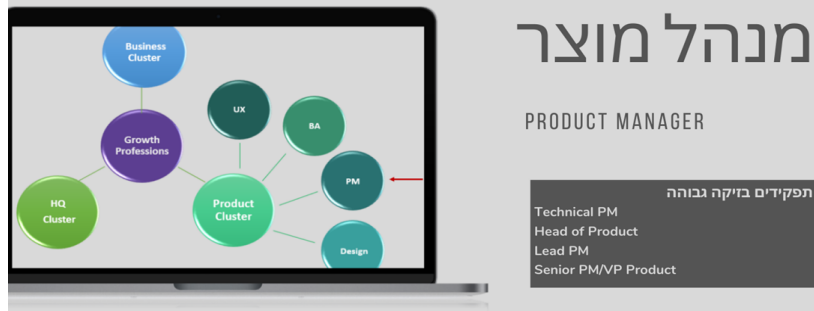 מנהל מוצר
PRODUCT MANAGER
תפקידים בזיקה גבוהה
Technical PM
Head of Product
Lead PM
Senior PM/VP Product
Business
Cluster
Growth
Professions
HQ
Cluster
Product
Cluster
UX
BA
PM
Design